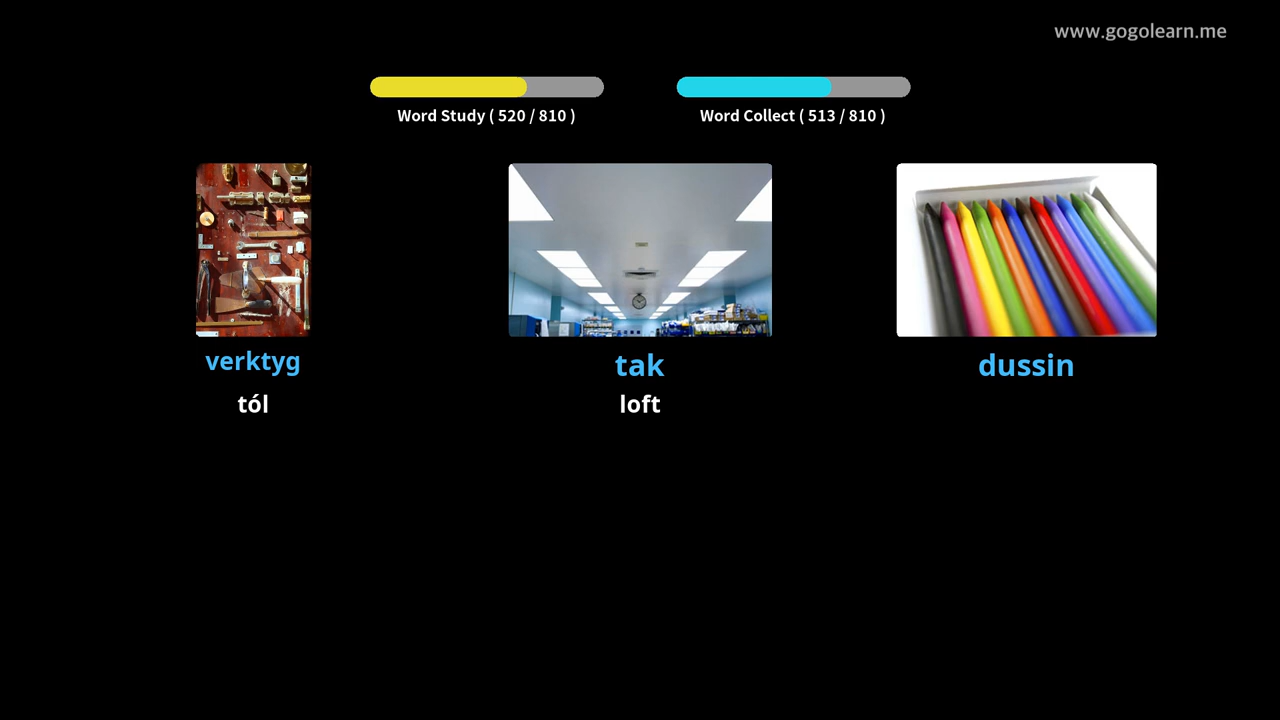 www.gogolearn.me
Word Study ( 520 / 810 )
Word Collect ( 513 / 810 )
verktyg
tól
tak
loft
dussin